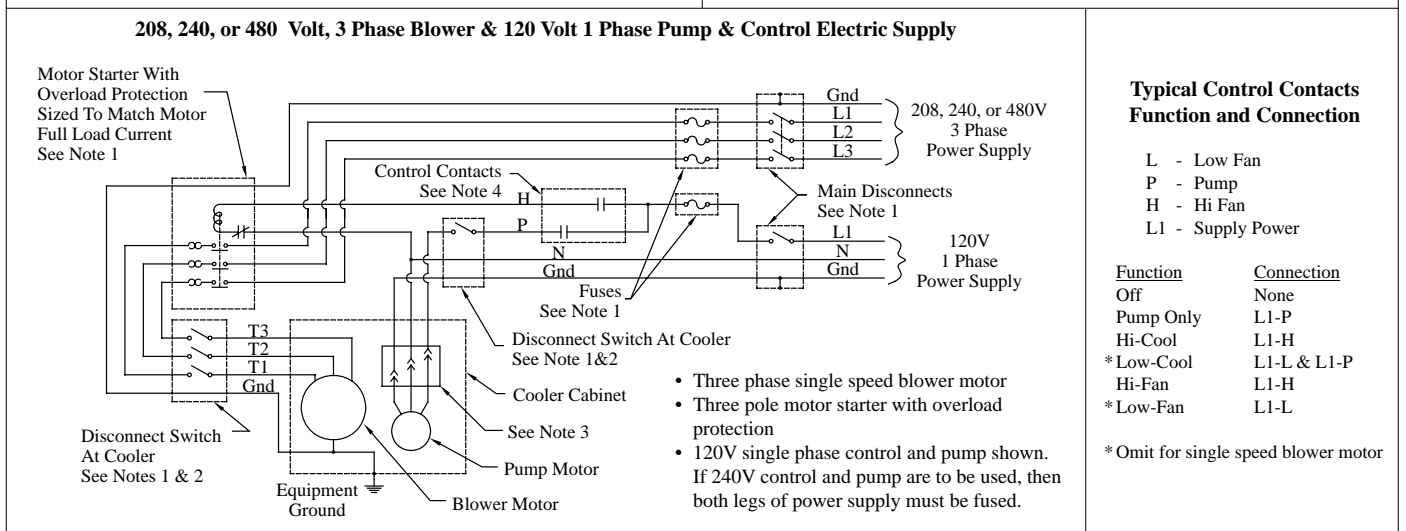 208, 240, or 480 Volt, 3 Phase Blower & 120 Volt 1 Phase Pump & Control Electric Supply
Motor Starter With
Overload Protection
Sized To Match Motor
Full Load Current
See Note 1
Gnd
L1
L2
L3
208, 240, or 480V
3 Phase
Power Supply
Control Contacts
See Note 4
H
P
N
Gnd
Main Disconnects
See Note 1
L1
N
Gnd
120V
1 Phase
Power Supply
Fuses
See Note 1
Disconnect Switch At Cooler
See Note 1&2
T3
T2
T1
Gnd
Cooler Cabinet
See Note 3
Pump Motor
Blower Motor
Equipment
Ground
Disconnect Switch
At Cooler
See Notes 1 & 2
• Three phase single speed blower motor
• Three pole motor starter with overload
protection
• 120V single phase control and pump shown.
If 240V control and pump are to be used, then
both legs of power supply must be fused.
Typical Control Contacts
Function and Connection
L - Low Fan
P - Pump
H - Hi Fan
L1 - Supply Power
Function Connection
Off None
Pump Only L1-P
Hi-Cool L1-H
* Low-Cool L1-L & L1-P
Hi-Fan L1-H
* Low-Fan L1-L
* Omit for single speed blower motor